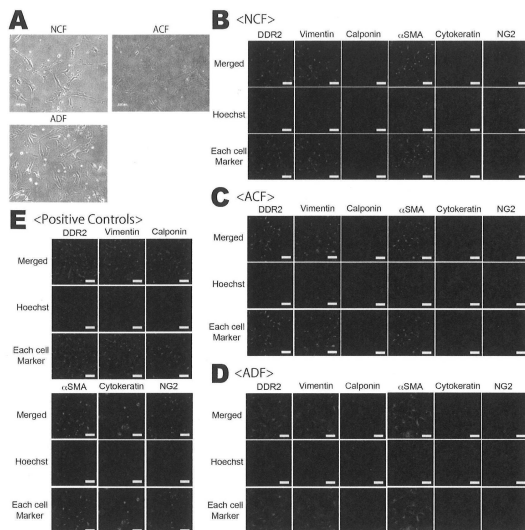 A
NCF ACF
ADF
B <NCF>
DDR2 Vimentin Calponin αSMA Cytokeratin NG2
Merged
Hoechst
Each cell
Marker
C <ACF>
DDR2 Vimentin Calponin αSMA Cytokeratin NG2
Merged
Hoechst
Each cell
Marker
D <ADF>
DDR2 Vimentin Calponin αSMA Cytokeratin NG2
Merged
Hoechst
Each cell
Marker
E <Positive Controls>
DDR2 Vimentin Calponin
Merged
Hoechst
Each cell
Marker
αSMA Cytokeratin NG2
Merged
Hoechst
Each cell
Marker